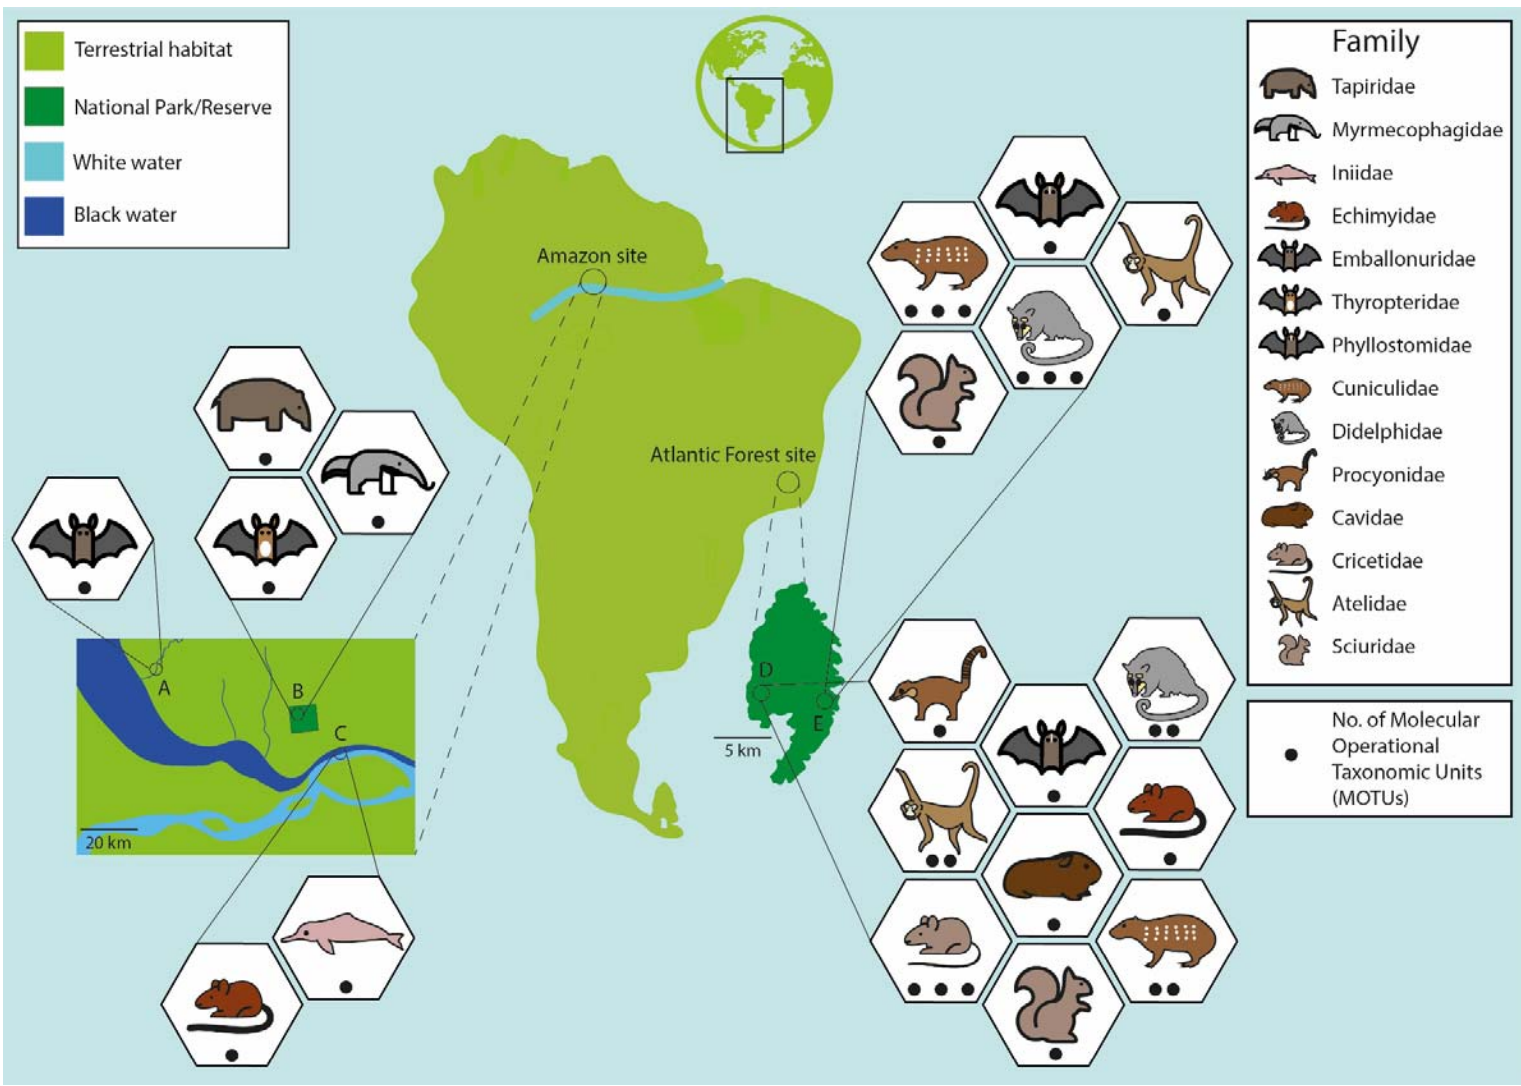 Terrestrial habitat
National Park/Reserve
White water
Black water
Amazon site
Atlantic Forest site
A
B
C
20 km
D
E
5 km
Family
Tapiridae
Myrmecophagidae
Iniidae
Echimyidae
Emballonuridae
Thyropteridae
Phyllostomidae
Cuniculidae
Didelphidae
Procyonidae
Cavidae
Cricetidae
Atelidae
Sciuridae
No. of Molecular
Operational
Taxonomic Units
(MOTUs)